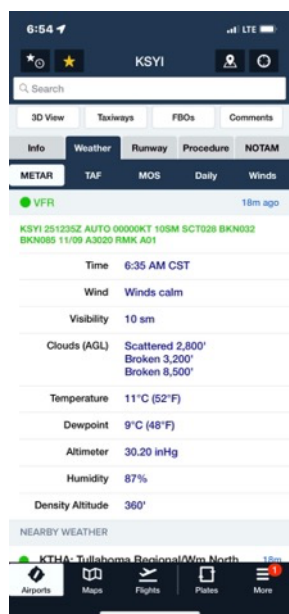 6:54
LTE
KSYI
Search
3D View Taxiways FBOs Comments
Info Weather Runway Procedure NOTAM
METAR TAF MOS Daily Winds
VFR 18m ago
KSYI 251235Z AUTO 00000KT 10SM SCT028 BKN032
BKN085 11/09 A3020 RMK A01
Time 6:35 AM CST
Wind Winds calm
Visibility 10 sm
Clouds (AGL) Scattered 2,800'
Broken 3,200'
Broken 8,500'
Temperature 11°C (52°F)
Dewpoint 9°C (48°F)
Altimeter 30.20 inHg
Humidity 87%
Density Altitude 360'
NEARBY WEATHER
KTHA: Tullahoma Regional/Wm North 18m
Airports Maps Flights Plates More
1